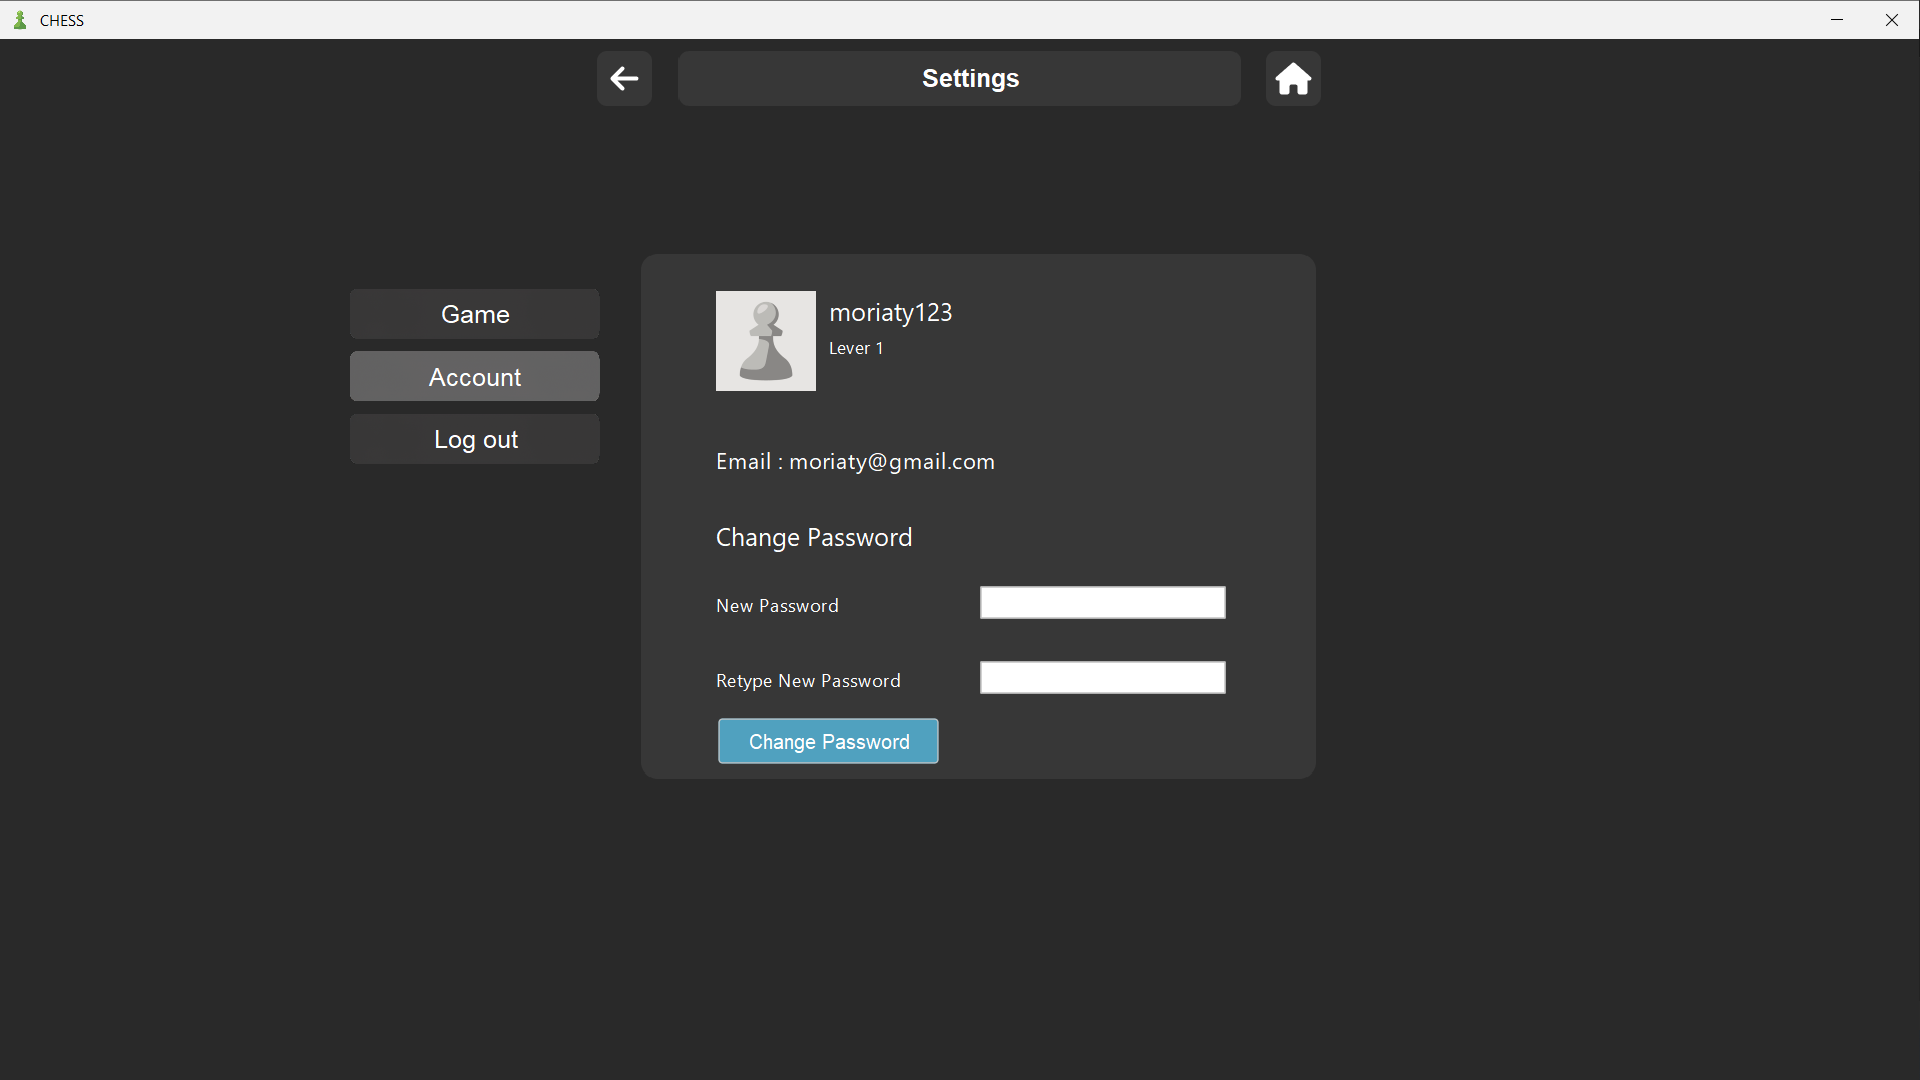 CHESS
Settings
Game
Account
Log out
moriaty123
Lever 1
Email : moriaty@gmail.com
Change Password
New Password
Retype New Password
Change Password